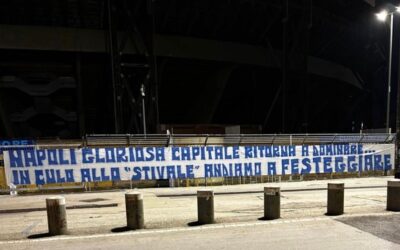 NAPOLI GLORIOSA CAPITALE RITORNA A DOMINARE...
IN CULO ALLO "STIVALE" ANDIAMO A FESTEGGIARE